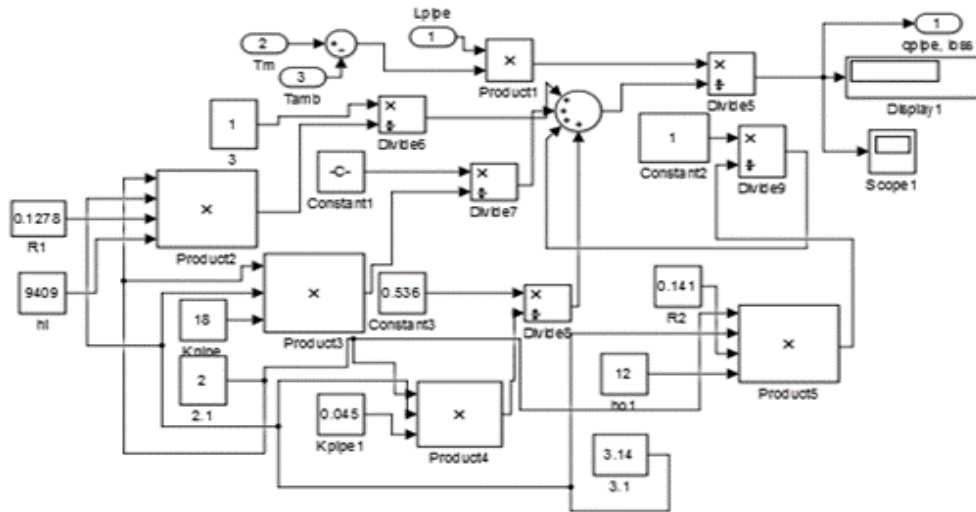 Lpipe
1
1
qpipe, loss
2
Tm
3
Tamb
Product1
Divide5
Display1
1
3
Divide6
-C-
Constant1
Divide7
1
Constant2
Divide9
Scope1
0.1278
R1
Product2
9409
hi
18
Kpipe
Product3
0.536
Constant3
Divide8
0.141
R2
2
2.1
0.045
Kpipe1
Product4
12
ho1
Product5
3.14
3.1